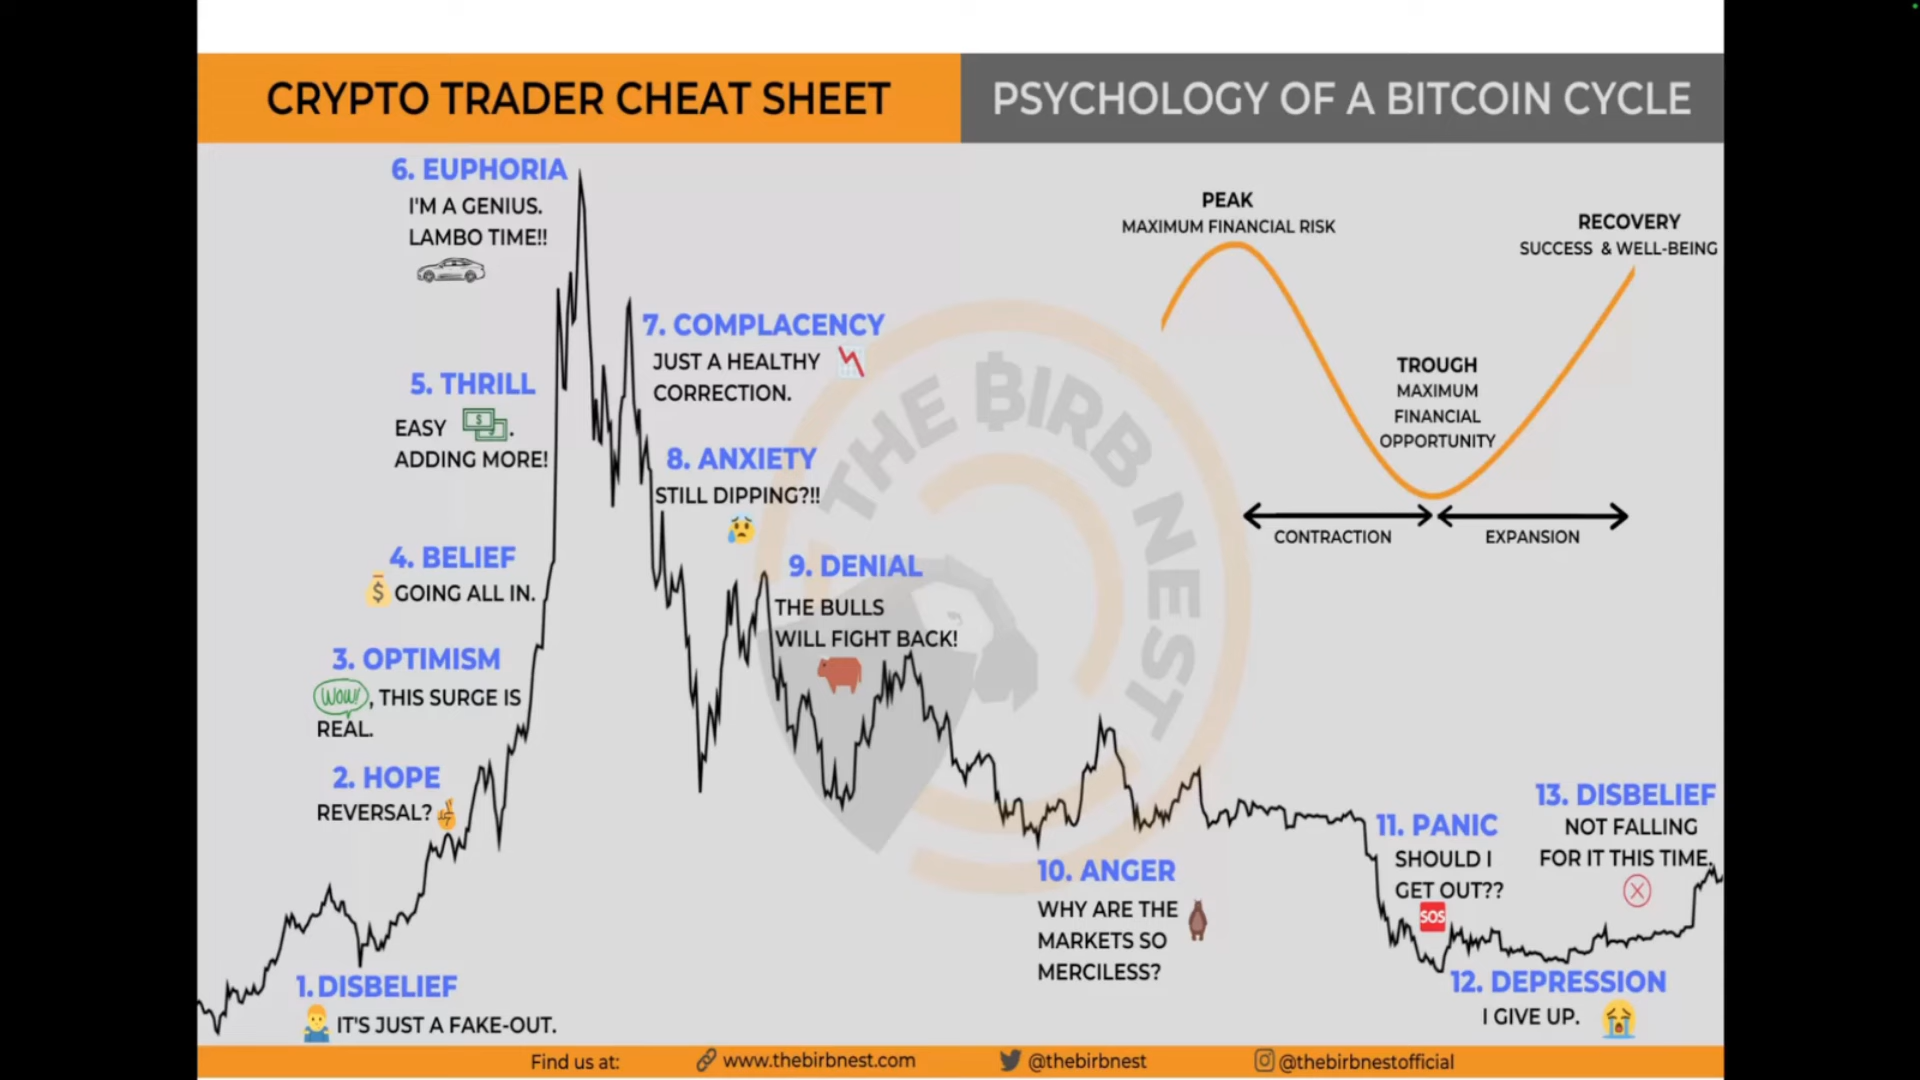 CRYPTO TRADER CHEAT SHEET
PSYCHOLOGY OF A BITCOIN CYCLE
6. EUPHORIA
I'M A GENIUS.
LAMBO TIME!!
5. THRILL
EASY .
ADDING MORE!
4. BELIEF
$ GOING ALL IN.
3. OPTIMISM
WOW!, THIS SURGE IS
REAL.
2. HOPE
REVERSAL?
1. DISBELIEF
IT'S JUST A FAKE-OUT.
7. COMPLACENCY
JUST A HEALTHY
CORRECTION.
8. ANXIETY
STILL DIPPING?!!
9. DENIAL
THE BULLS
WILL FIGHT BACK!
10. ANGER
WHY ARE THE
MARKETS SO
MERCILESS?
11. PANIC
SHOULD I
GET OUT??
SOS
12. DEPRESSION
I GIVE UP.
13. DISBELIEF
NOT FALLING
FOR IT THIS TIME.
PEAK
MAXIMUM FINANCIAL RISK
TROUGH
MAXIMUM
FINANCIAL
OPPORTUNITY
RECOVERY
SUCCESS & WELL-BEING
CONTRACTION
EXPANSION
THE ₿IRB NEST
Find us at:
www.thebirbnest.com
@thebirbnest
@thebirbnestofficial